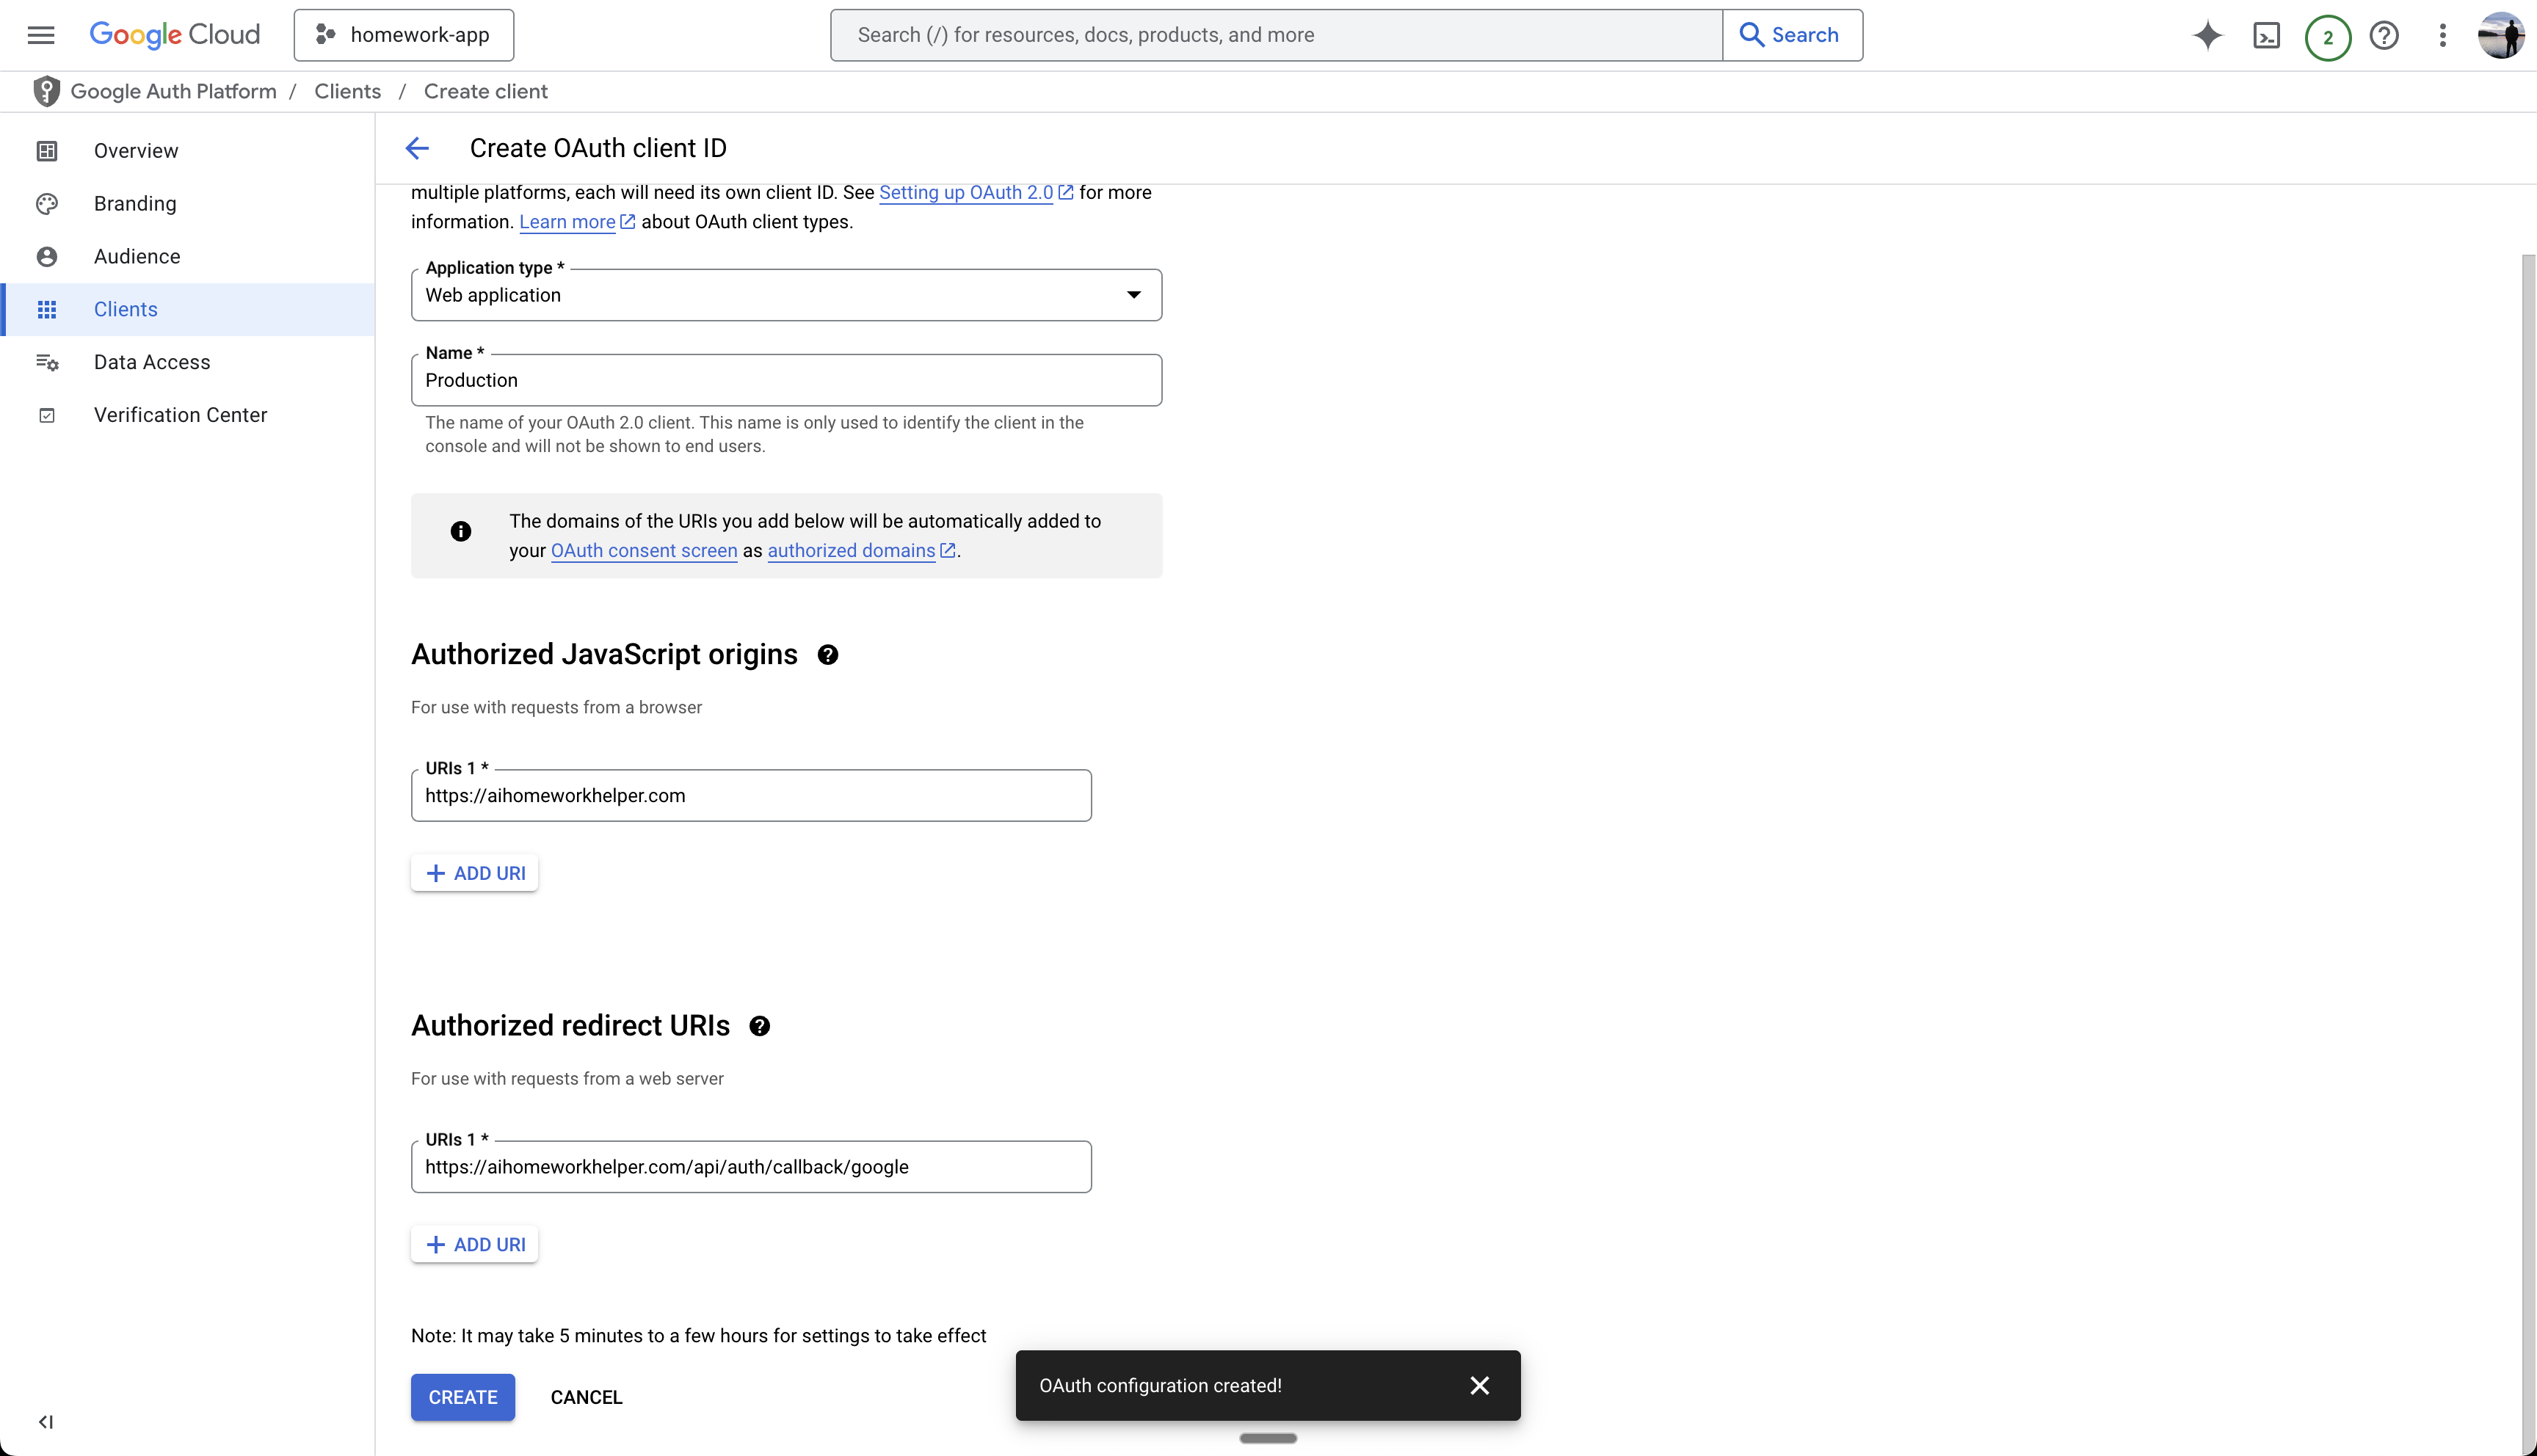 Google Cloud
homework-app
Search (/) for resources, docs, products, and more
Search
2
Google Auth Platform / Clients / Create client
Overview
Branding
Audience
Clients
Data Access
Verification Center
Create OAuth client ID
multiple platforms, each will need its own client ID. See Setting up OAuth 2.0 for more
information. Learn more about OAuth client types.
Application type *
Web application
Name *
Production
The name of your OAuth 2.0 client. This name is only used to identify the client in the
console and will not be shown to end users.
The domains of the URIs you add below will be automatically added to
your OAuth consent screen as authorized domains.
Authorized JavaScript origins
For use with requests from a browser
URIs 1 *
https://aihomeworkhelper.com
+ ADD URI
Authorized redirect URIs
For use with requests from a web server
URIs 1 *
https://aihomeworkhelper.com/api/auth/callback/google
+ ADD URI
Note: It may take 5 minutes to a few hours for settings to take effect
CREATE
CANCEL
OAuth configuration created!